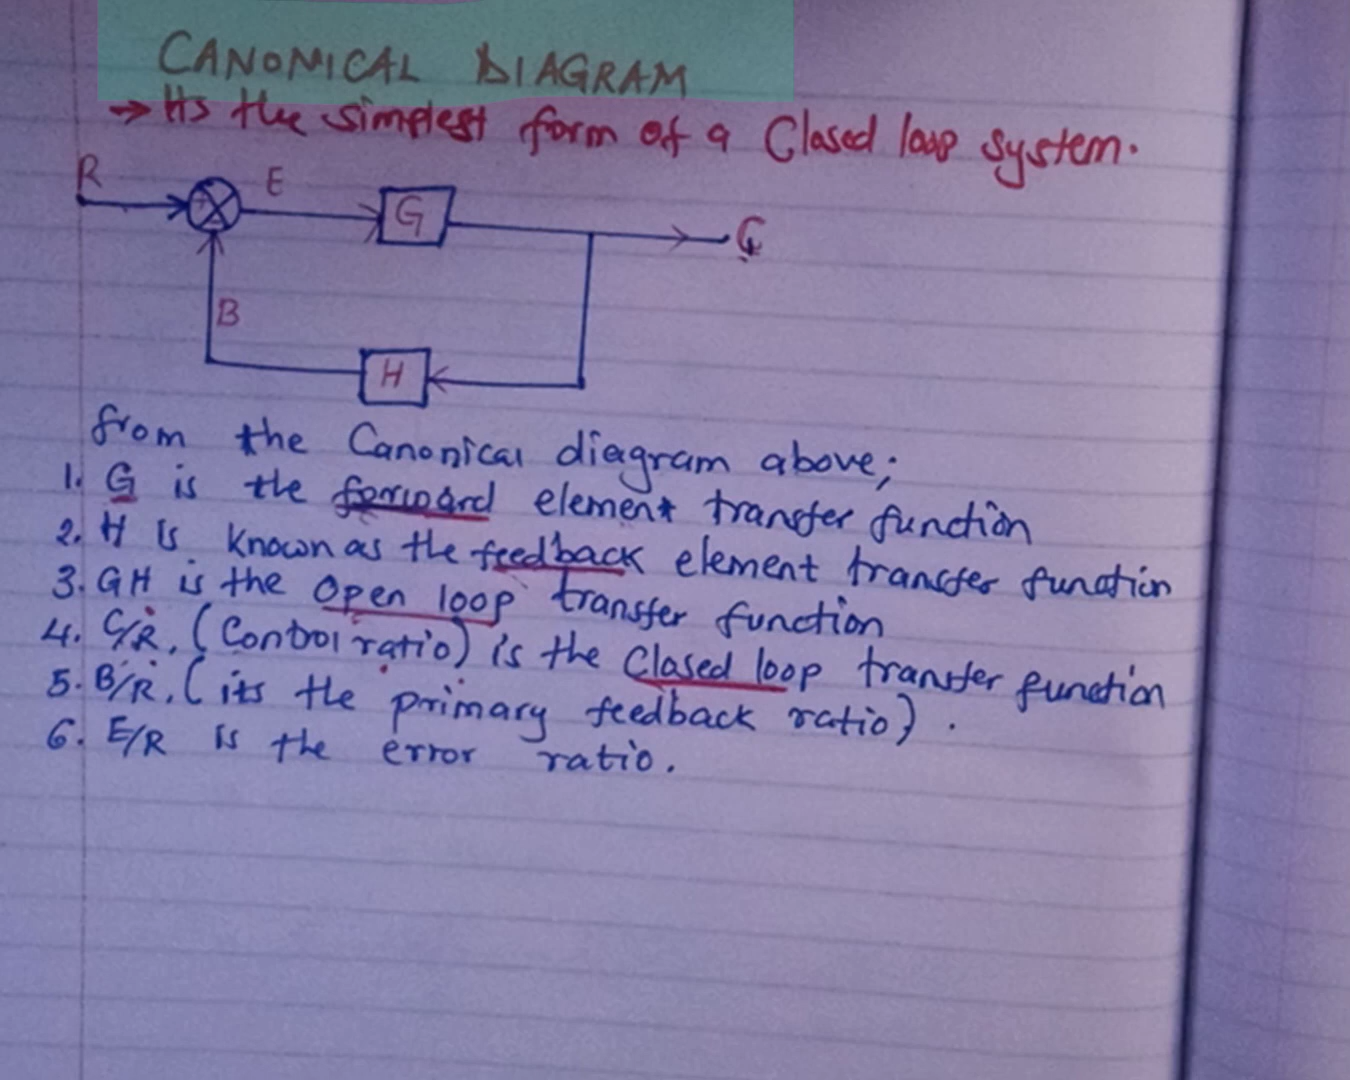 CANONICAL DIAGRAM
→ Its the simplest form of a Closed loop system.
R
E
G
C
B
H
from the Canonical diagram above;
1. G is the forward element transfer function
2. H is known as the feedback element transfer function
3. GH is the Open loop transfer function
4. C/R. (Control ratio) is the Closed loop transfer function
5. B/R. (its the primary feedback ratio).
6. E/R is the error ratio.